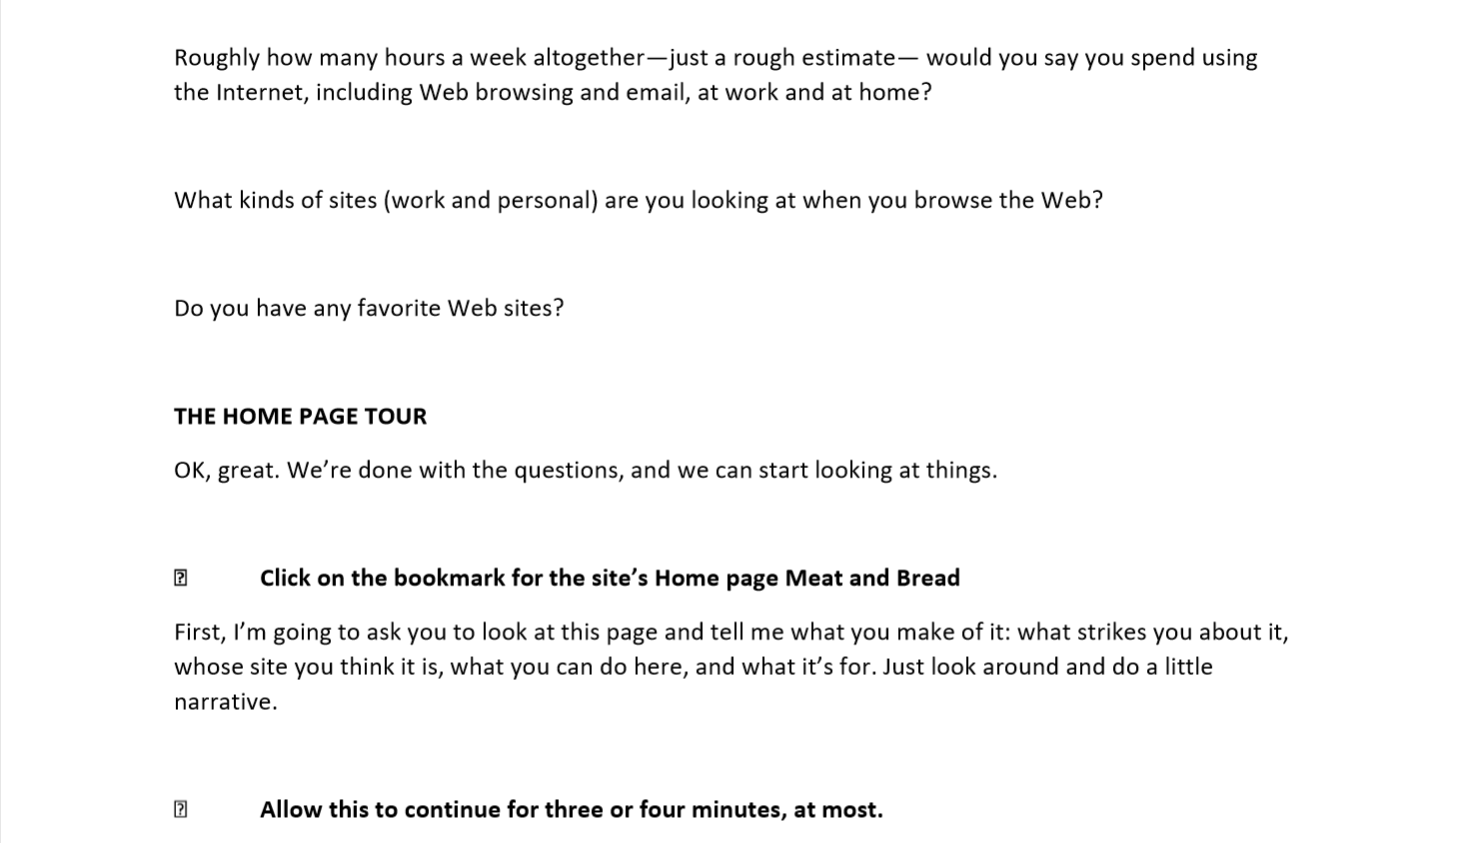 Roughly how many hours a week altogether—just a rough estimate— would you say you spend using
the Internet, including Web browsing and email, at work and at home?
What kinds of sites (work and personal) are you looking at when you browse the Web?
Do you have any favorite Web sites?
THE HOME PAGE TOUR
OK, great. We’re done with the questions, and we can start looking at things.
⍰ Click on the bookmark for the site’s Home page Meat and Bread
First, I’m going to ask you to look at this page and tell me what you make of it: what strikes you about it,
whose site you think it is, what you can do here, and what it’s for. Just look around and do a little
narrative.
⍰ Allow this to continue for three or four minutes, at most.